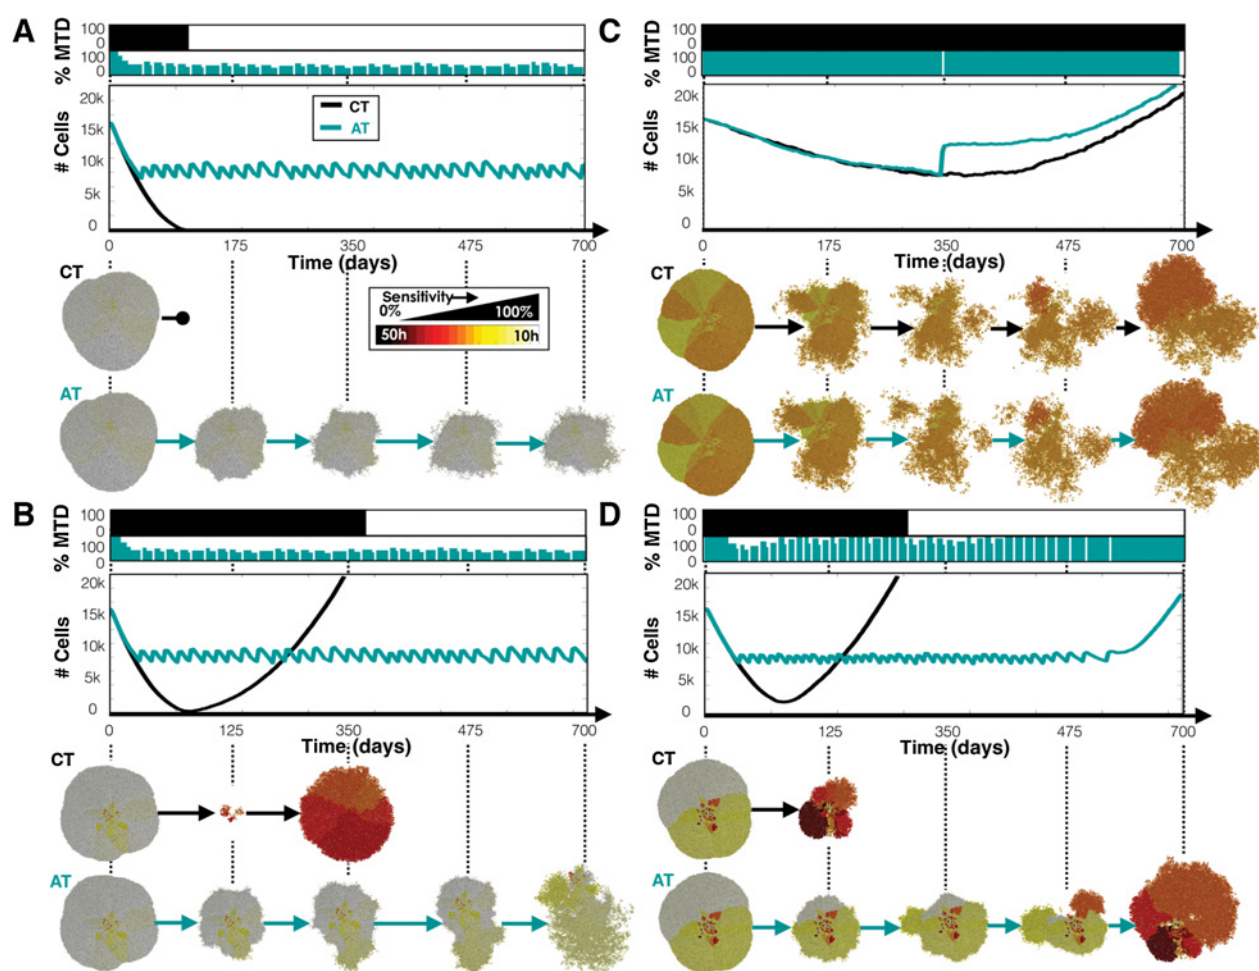 A
% MTD
100
0
100
0
# Cells
20k
15k
10k
5k
0
CT
AT
0 175 350 475 700
Time (days)
CT
AT
Sensitivity
0% 100%
50h 10h
C
% MTD
100
0
100
0
# Cells
20k
15k
10k
5k
0
0 175 350 475 700
Time (days)
CT
AT
B
% MTD
100
0
100
0
# Cells
20k
15k
10k
5k
0
0 125 350 475 700
Time (days)
CT
AT
D
% MTD
100
0
100
0
# Cells
20k
15k
10k
5k
0
0 125 350 475 700
Time (days)
CT
AT